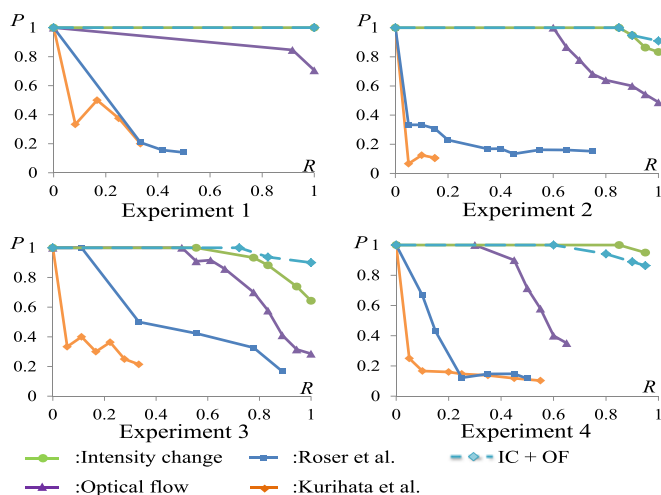 P 1
0.8
0.6
0.4
0.2
0
0 0.2 0.4 0.6 0.8 1
R
Experiment 1
P 1
0.8
0.6
0.4
0.2
0
0 0.2 0.4 0.6 0.8 1
R
Experiment 2
P 1
0.8
0.6
0.4
0.2
0
0 0.2 0.4 0.6 0.8 1
R
Experiment 3
P 1
0.8
0.6
0.4
0.2
0
0 0.2 0.4 0.6 0.8 1
R
Experiment 4
:Intensity change :Roser et al. :IC + OF
:Optical flow :Kurihata et al.